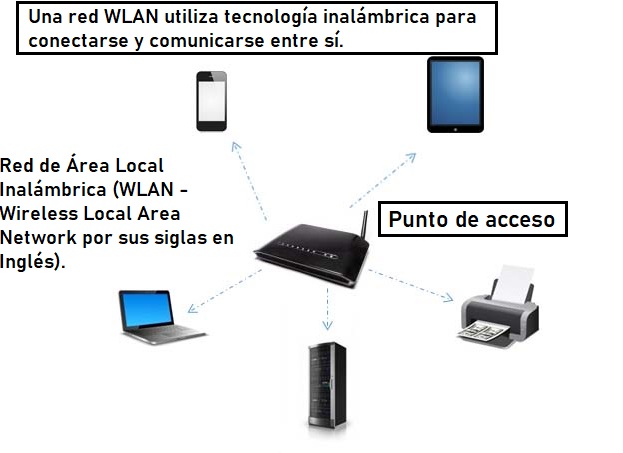 Una red WLAN utiliza tecnología inalámbrica para
conectarse y comunicarse entre sí.
Red de Área Local
Inalámbrica (WLAN -
Wireless Local Area
Network por sus siglas en
Inglés).
Punto de acceso